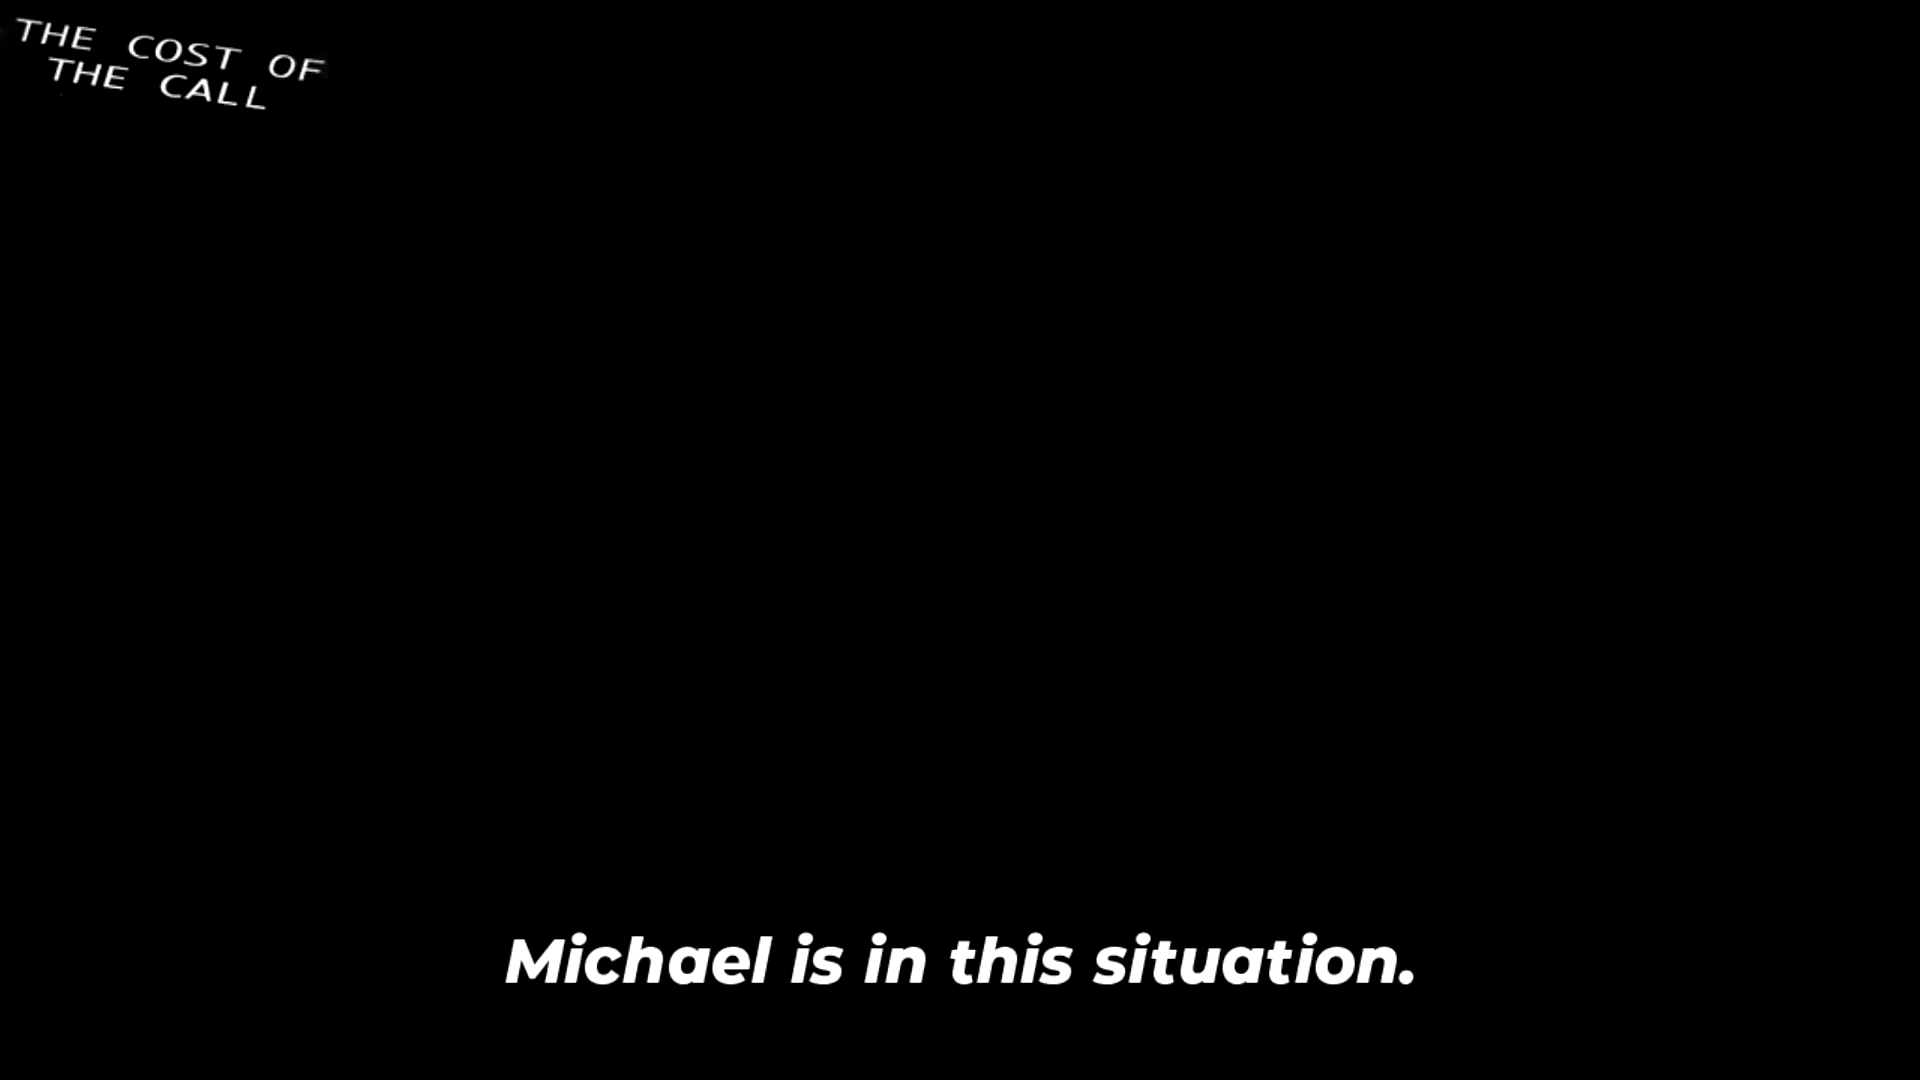 THE COST OF
THE CALL
Michael is in this situation.